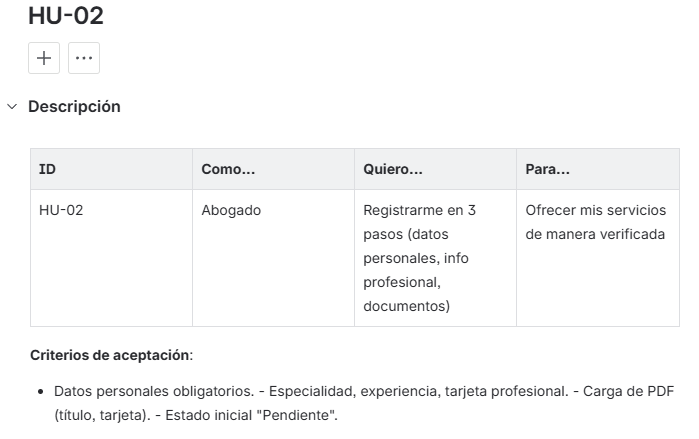 HU-02
Descripción
ID Como... Quiero... Para...
HU-02 Abogado Registrarme en 3 Ofrecer mis servicios
pasos (datos de manera verificada
personales, info
profesional,
documentos)
Criterios de aceptación:
• Datos personales obligatorios. - Especialidad, experiencia, tarjeta profesional. - Carga de PDF
(título, tarjeta). - Estado inicial "Pendiente".